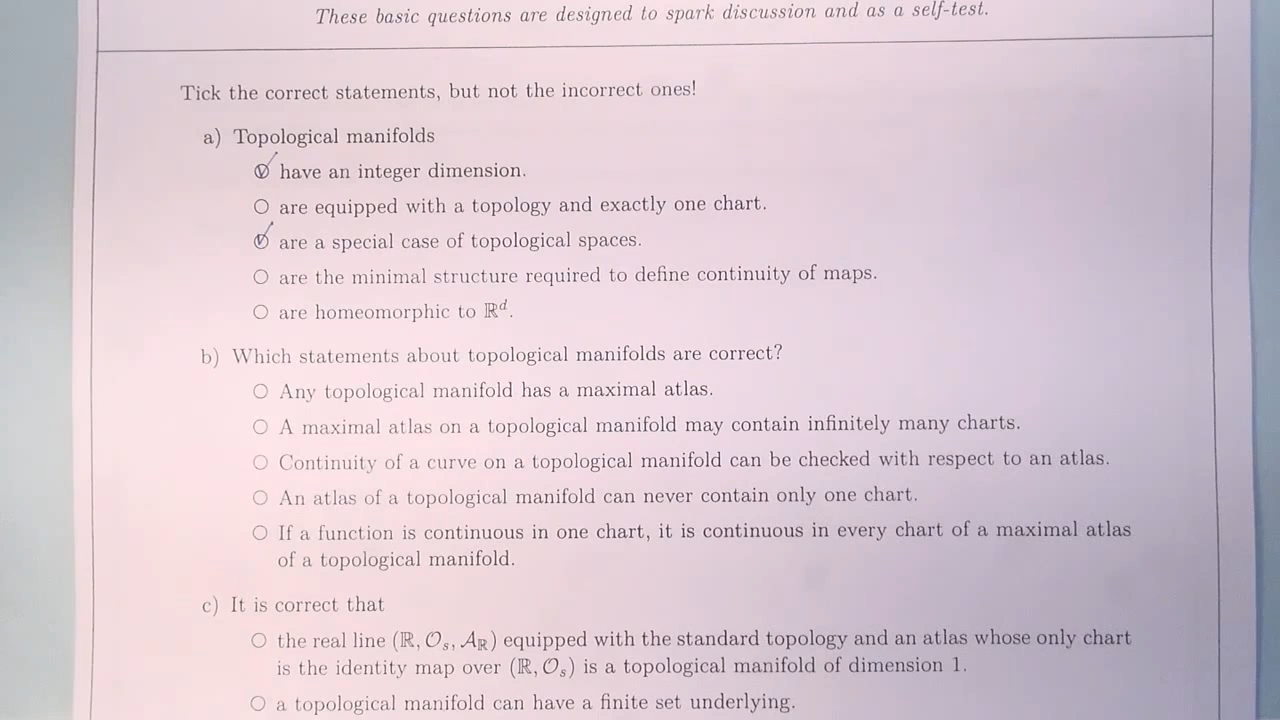 These basic questions are designed to spark discussion and as a self-test.
Tick the correct statements, but not the incorrect ones!
a) Topological manifolds
have an integer dimension.
are equipped with a topology and exactly one chart.
are a special case of topological spaces.
are the minimal structure required to define continuity of maps.
are homeomorphic to ℝᵈ.
b) Which statements about topological manifolds are correct?
Any topological manifold has a maximal atlas.
A maximal atlas on a topological manifold may contain infinitely many charts.
Continuity of a curve on a topological manifold can be checked with respect to an atlas.
An atlas of a topological manifold can never contain only one chart.
If a function is continuous in one chart, it is continuous in every chart of a maximal atlas
of a topological manifold.
c) It is correct that
the real line (ℝ, 𝒪ₛ, 𝒜_ℝ) equipped with the standard topology and an atlas whose only chart
is the identity map over (ℝ, 𝒪ₛ) is a topological manifold of dimension 1.
a topological manifold can have a finite set underlying.